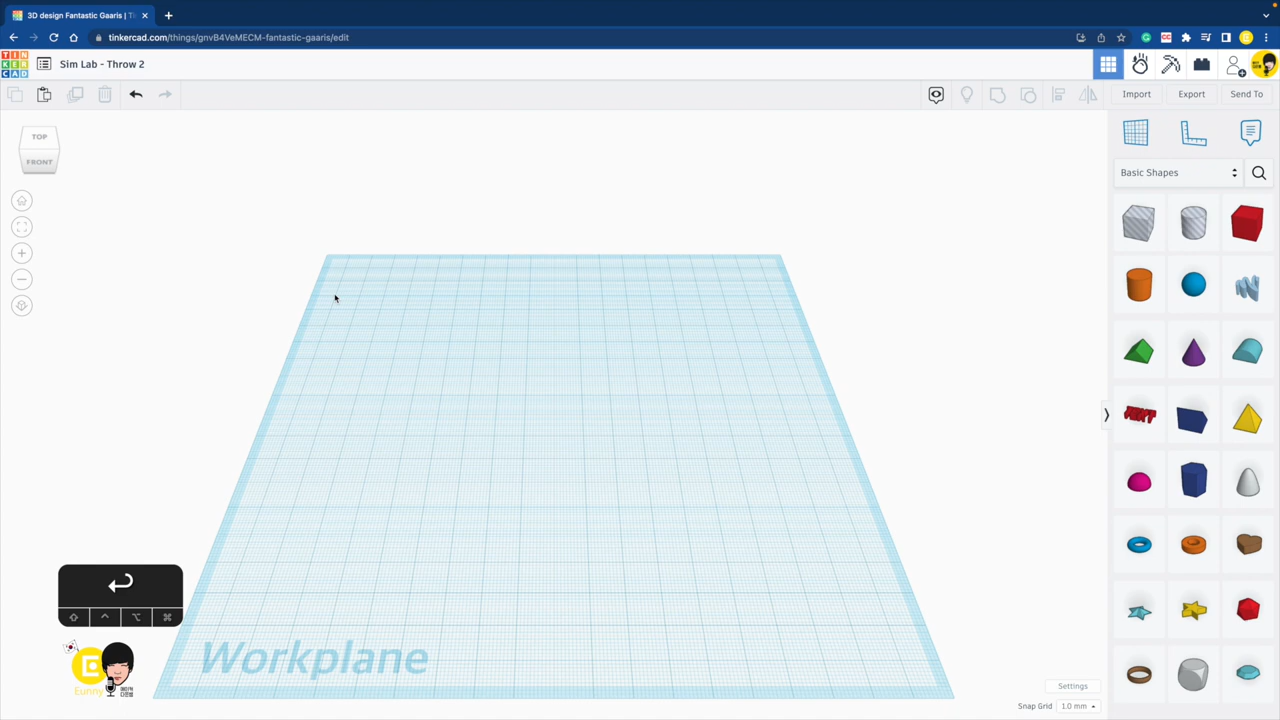 3D design Fantastic Gaaris | Ti
tinkercad.com/things/gnvB4VeMECM-fantastic-gaaris/edit
TIN
KER
CAD
Sim Lab - Throw 2
Import
Export
Send To
TOP
FRONT
Basic Shapes
TEXT
Workplane
Eunny
Settings
Snap Grid
1.0 mm